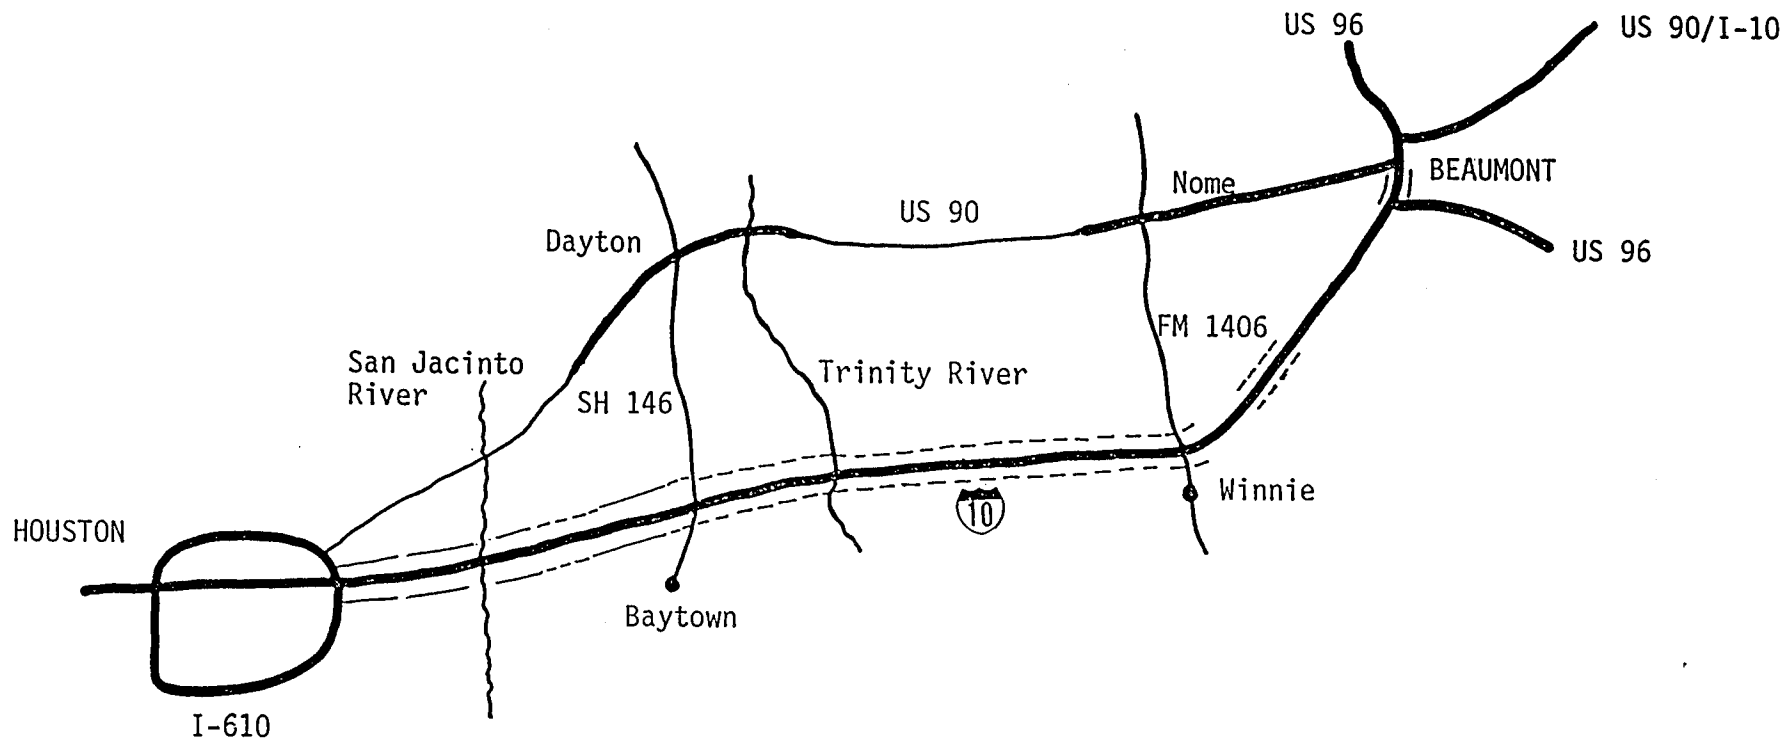 US 96
US 90/I-10
BEAUMONT
Nome
US 90
Dayton
US 96
FM 1406
San Jacinto
River
Trinity River
SH 146
Winnie
10
HOUSTON
Baytown
I-610